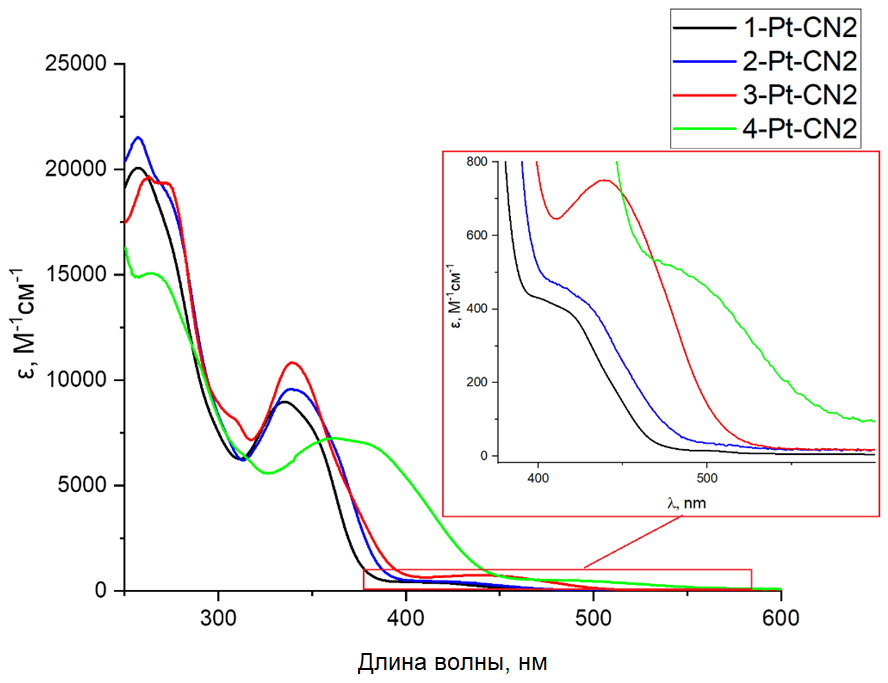 1-Pt-CN2
2-Pt-CN2
3-Pt-CN2
4-Pt-CN2
25000
20000
15000
10000
5000
0
ε, М⁻¹см⁻¹
300
400
500
600
Длина волны, нм
800
600
400
200
0
ε, М⁻¹см⁻¹
400
500
λ, nm